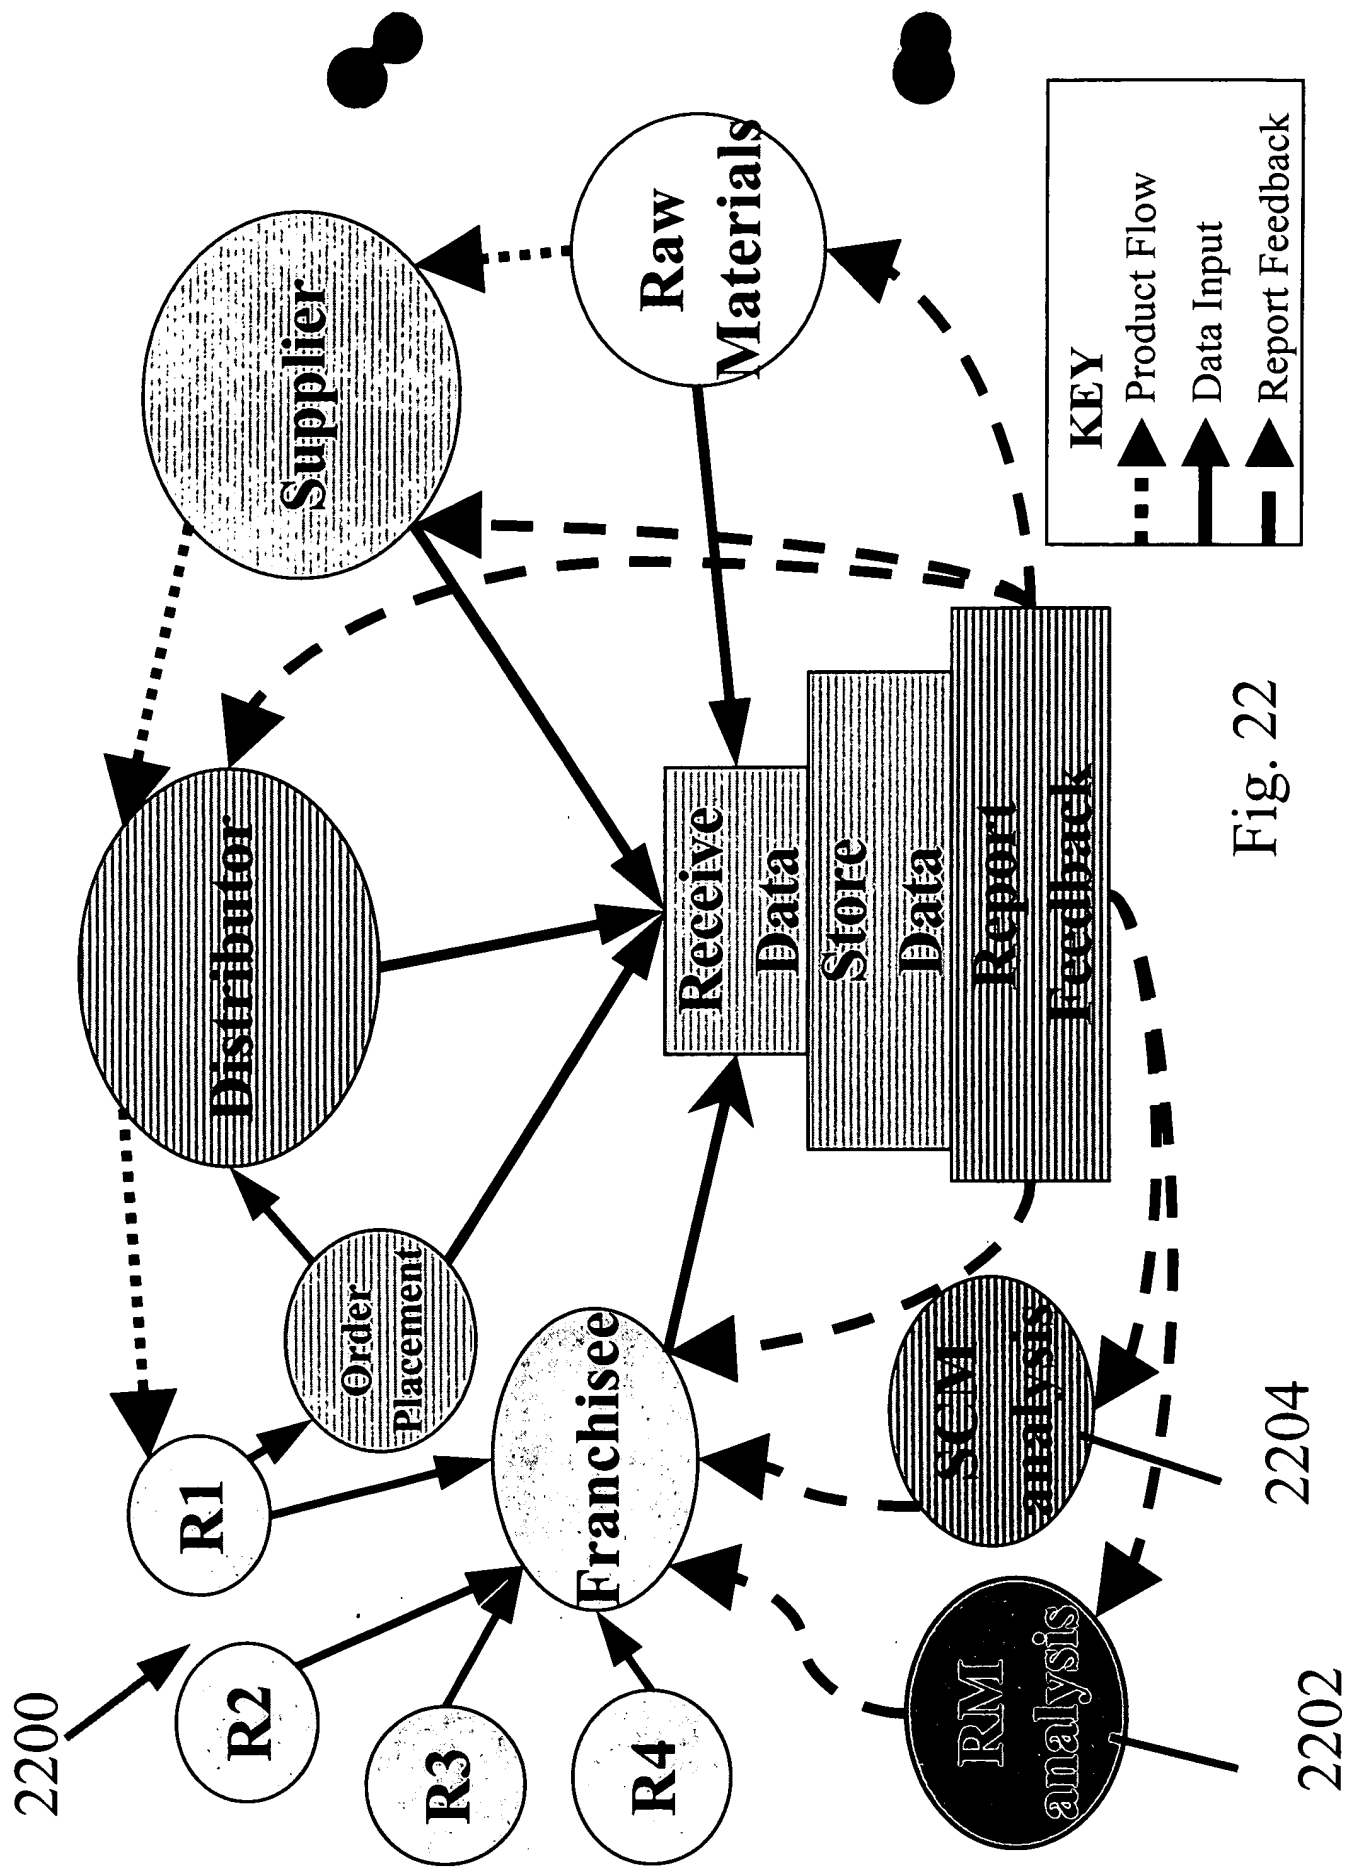 2200
R1
R2
R3
R4
Order
Placement
Distributor
Supplier
Franchisee
Raw
Materials
Receive
Data
Store
Data
Report
Feedback
SCM
analysis
RM
analysis
2202
2204
Fig. 22
KEY
Product Flow
Data Input
Report Feedback